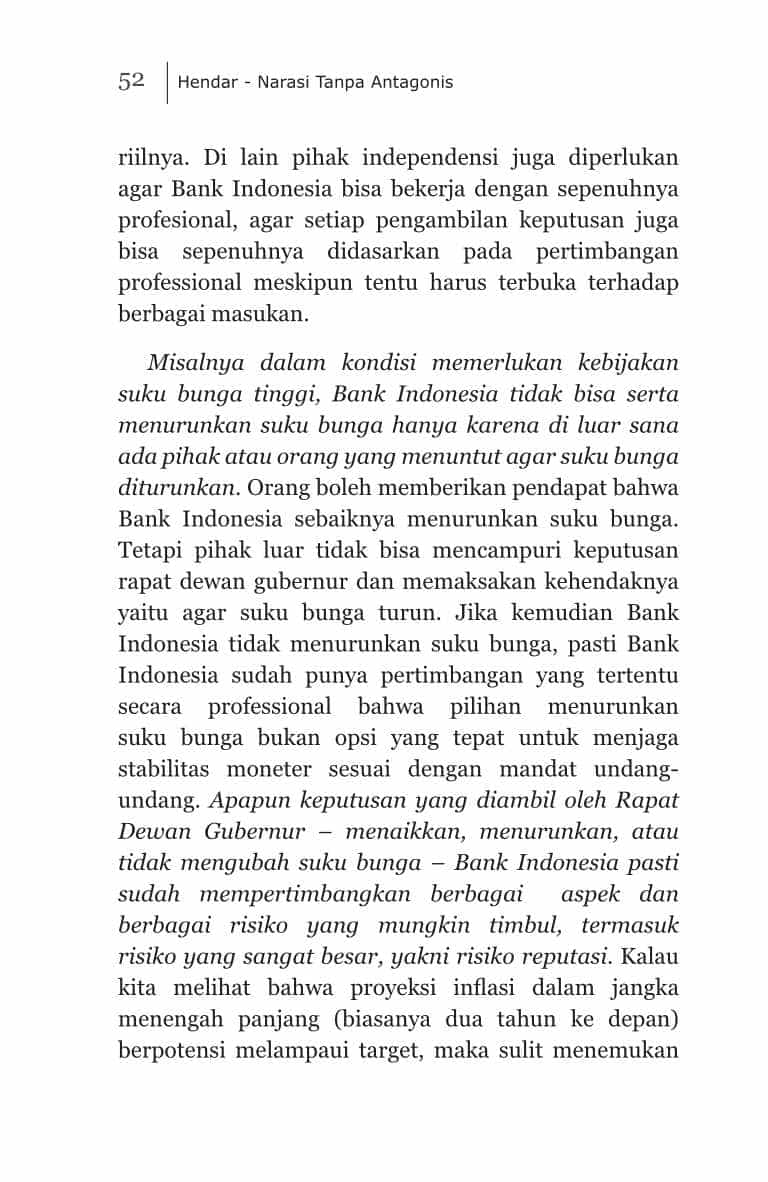 52
Hendar - Narasi Tanpa Antagonis
riilnya. Di lain pihak independensi juga diperlukan
agar Bank Indonesia bisa bekerja dengan sepenuhnya
profesional, agar setiap pengambilan keputusan juga
bisa sepenuhnya didasarkan pada pertimbangan
professional meskipun tentu harus terbuka terhadap
berbagai masukan.
Misalnya dalam kondisi memerlukan kebijakan
suku bunga tinggi, Bank Indonesia tidak bisa serta
menurunkan suku bunga hanya karena di luar sana
ada pihak atau orang yang menuntut agar suku bunga
diturunkan. Orang boleh memberikan pendapat bahwa
Bank Indonesia sebaiknya menurunkan suku bunga.
Tetapi pihak luar tidak bisa mencampuri keputusan
rapat dewan gubernur dan memaksakan kehendaknya
yaitu agar suku bunga turun. Jika kemudian Bank
Indonesia tidak menurunkan suku bunga, pasti Bank
Indonesia sudah punya pertimbangan yang tertentu
secara professional bahwa pilihan menurunkan
suku bunga bukan opsi yang tepat untuk menjaga
stabilitas moneter sesuai dengan mandat undang-
undang. Apapun keputusan yang diambil oleh Rapat
Dewan Gubernur – menaikkan, menurunkan, atau
tidak mengubah suku bunga – Bank Indonesia pasti
sudah mempertimbangkan berbagai aspek dan
berbagai risiko yang mungkin timbul, termasuk
risiko yang sangat besar, yakni risiko reputasi. Kalau
kita melihat bahwa proyeksi inflasi dalam jangka
menengah panjang (biasanya dua tahun ke depan)
berpotensi melampaui target, maka sulit menemukan